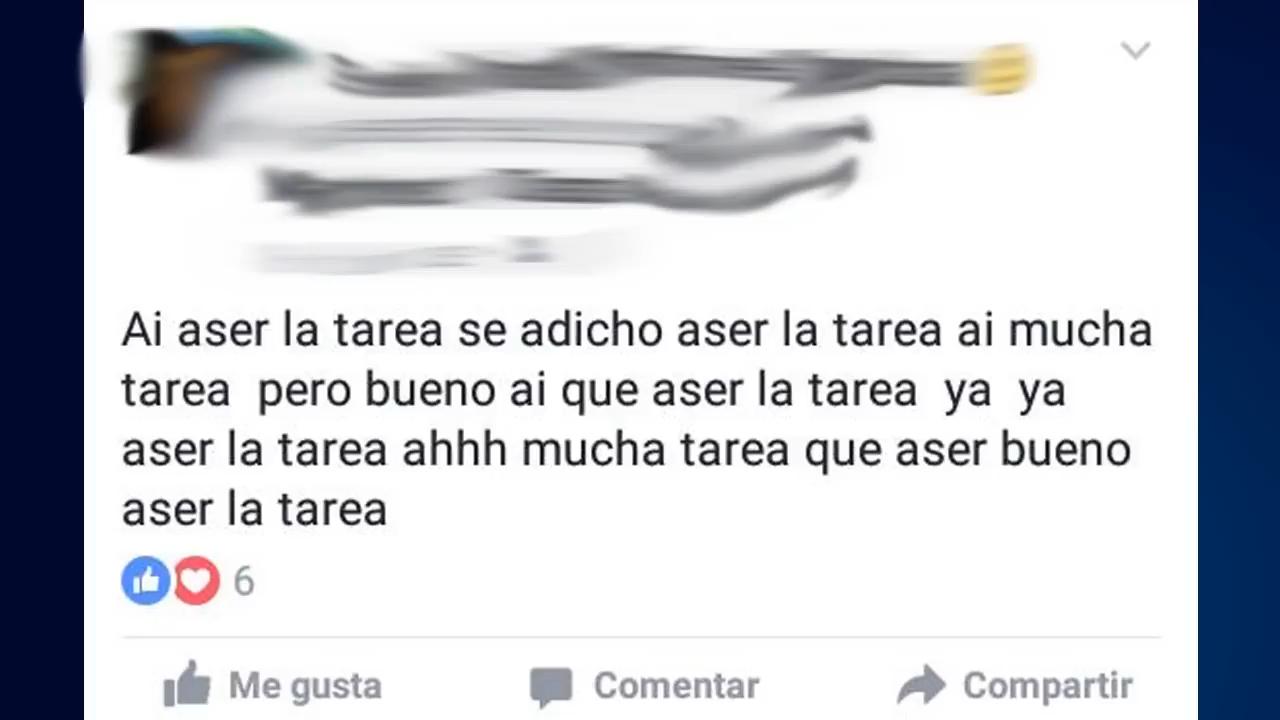 Ai aser la tarea se adicho aser la tarea ai mucha
tarea  pero bueno ai que aser la tarea  ya  ya
aser la tarea ahhh mucha tarea que aser bueno
aser la tarea
6
Me gusta Comentar Compartir